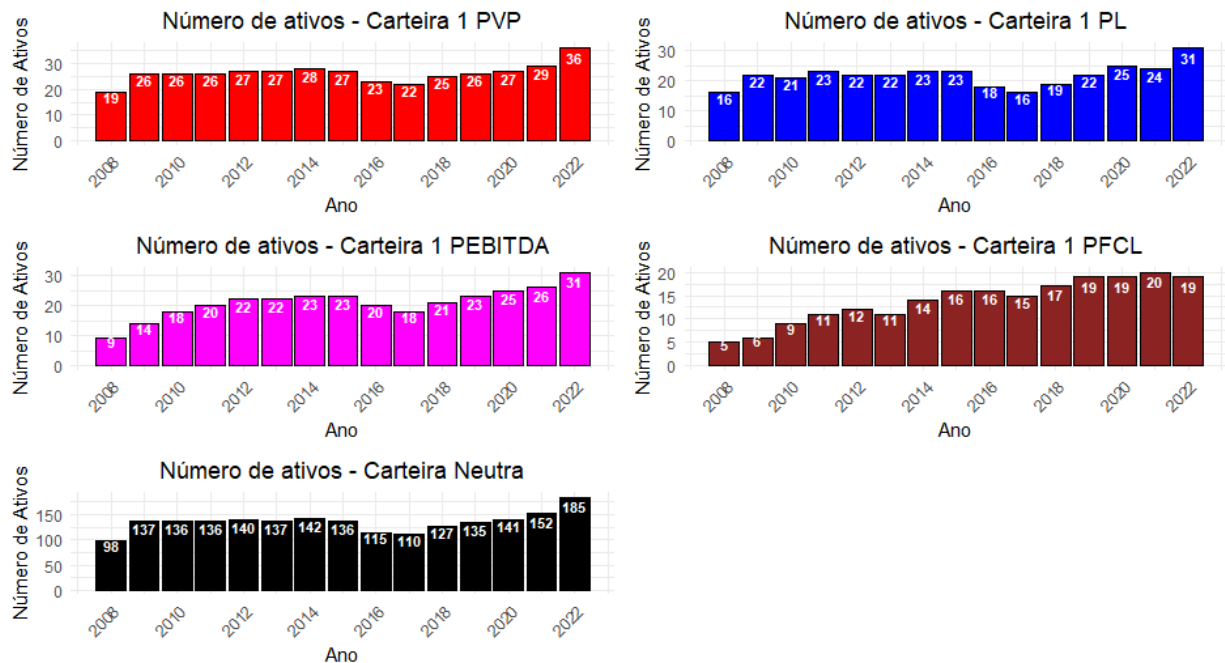 Número de ativos - Carteira 1 PVP
Número de Ativos
30
20
10
0
19 26 26 26 27 27 28 27 23 22 25 26 27 29 36
2008 2010 2012 2014 2016 2018 2020 2022
Ano
Número de ativos - Carteira 1 PL
Número de Ativos
30
20
10
0
16 22 21 23 22 22 23 23 18 16 19 22 25 24 31
2008 2010 2012 2014 2016 2018 2020 2022
Ano
Número de ativos - Carteira 1 PEBITDA
Número de Ativos
30
20
10
0
9 14 18 20 22 22 23 23 20 18 21 23 25 26 31
2008 2010 2012 2014 2016 2018 2020 2022
Ano
Número de ativos - Carteira 1 PFCL
Número de Ativos
20
15
10
5
0
5 6 9 11 12 11 14 16 16 15 17 19 19 20 19
2008 2010 2012 2014 2016 2018 2020 2022
Ano
Número de ativos - Carteira Neutra
Número de Ativos
150
100
50
0
98 137 136 136 140 137 142 136 115 110 127 135 141 152 185
2008 2010 2012 2014 2016 2018 2020 2022
Ano